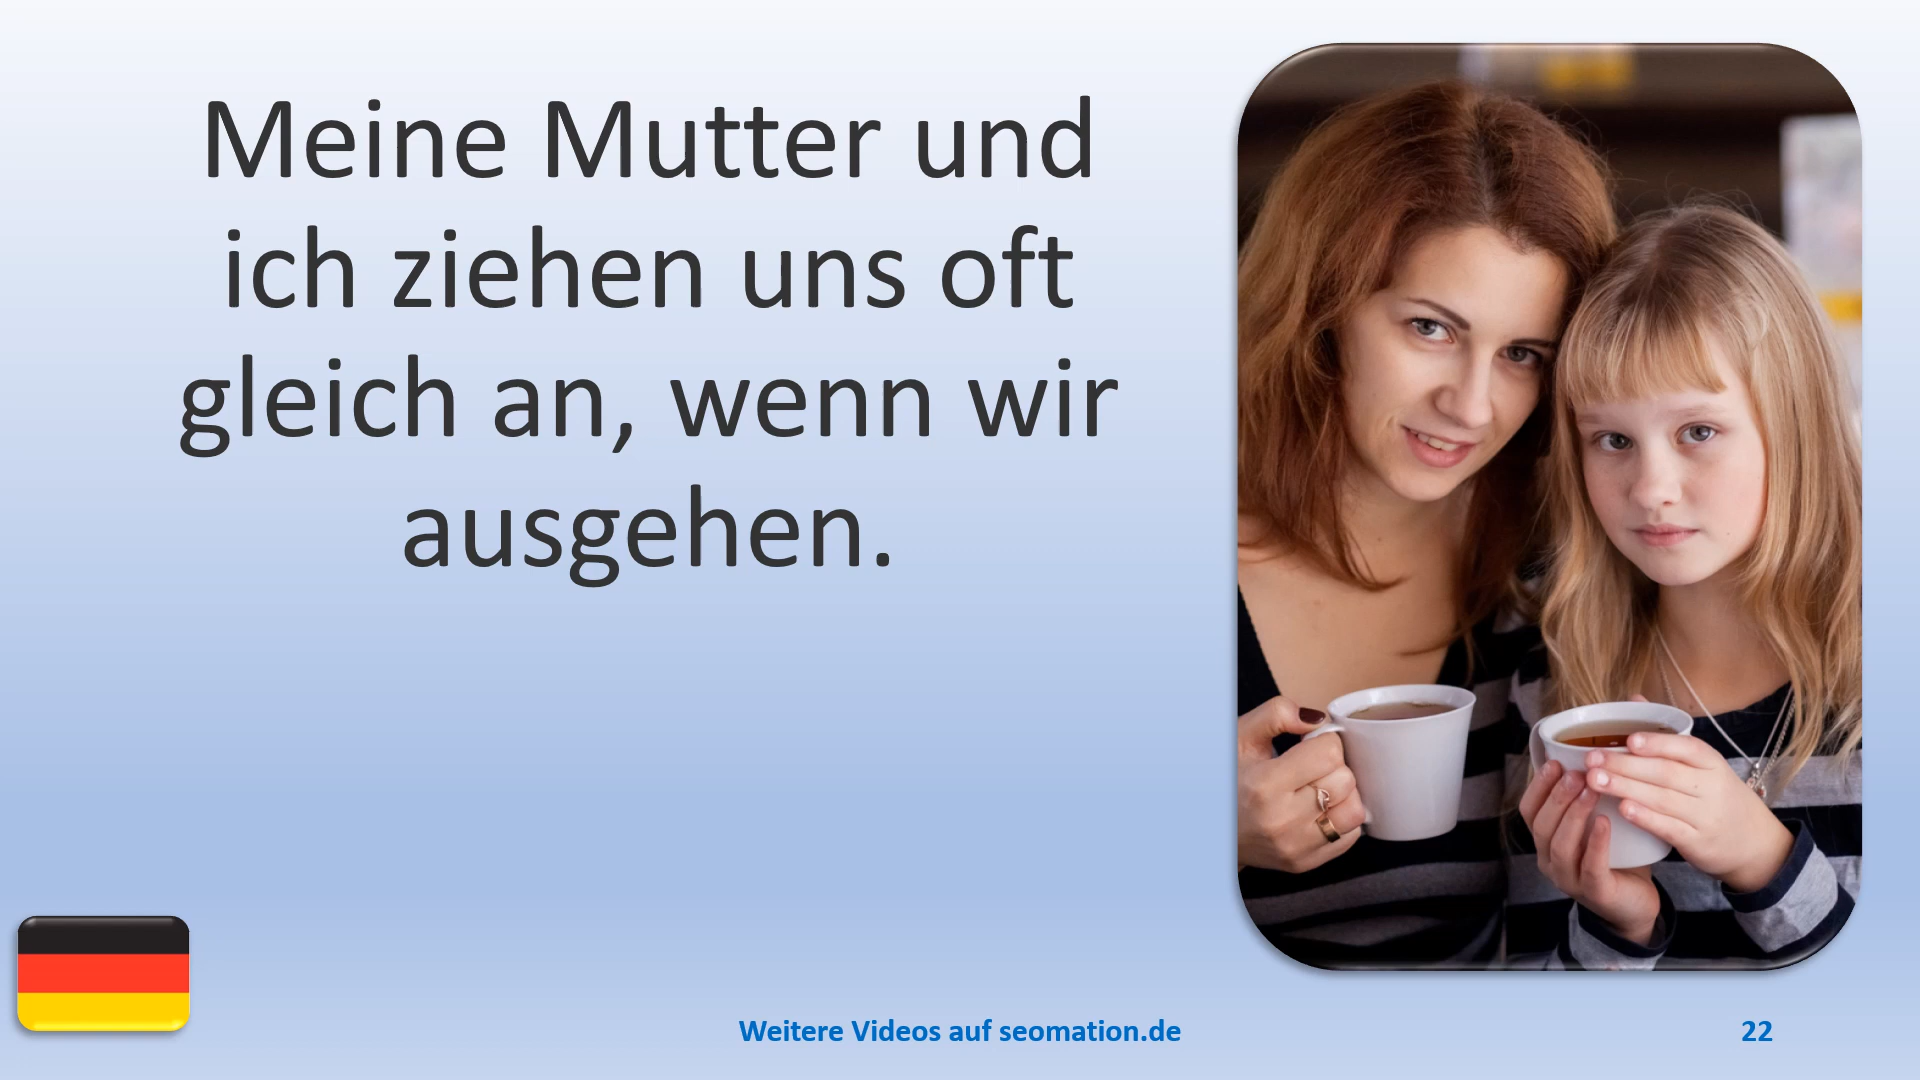 Meine Mutter und
ich ziehen uns oft
gleich an, wenn wir
ausgehen.
Weitere Videos auf seomation.de
22